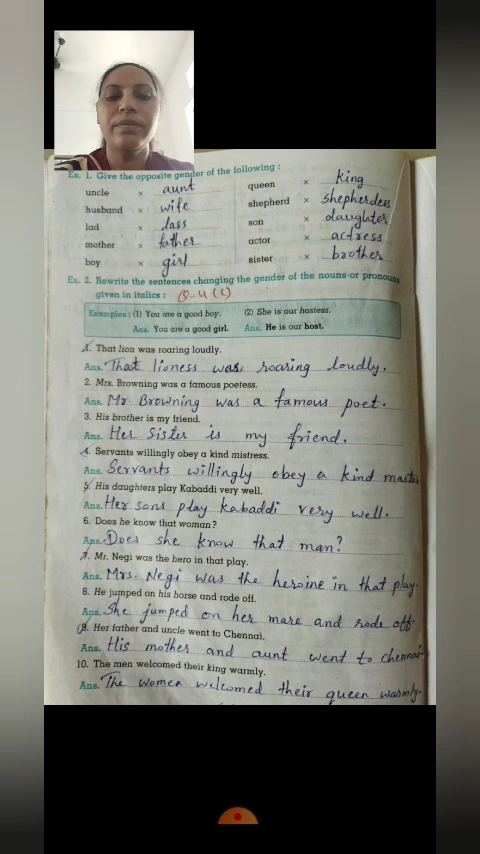 Ex. 1. Give the opposite gender of the following :
uncle × aunt queen × king
husband × wife shepherd × shepherdess
lad × lass son × daughter
mother × father actor × actress
boy × girl sister × brother
Ex. 2. Rewrite the sentences changing the gender of the nouns or pronouns
given in italics : Q-4 (C)
Examples : (1) You are a good boy. (2) She is our hostess.
Ans. You are a good girl. Ans. He is our host.
1. That lion was roaring loudly.
Ans. That lioness was roaring loudly.
2. Mrs. Browning was a famous poetess.
Ans. Mr. Browning was a famous poet.
3. His brother is my friend.
Ans. Her sister is my friend.
4. Servants willingly obey a kind mistress.
Ans. Servants willingly obey a kind master
5. His daughters play Kabaddi very well.
Ans. Her sons play kabaddi very well.
6. Does he know that woman?
Ans. Does she know that man?
7. Mr. Negi was the hero in that play.
Ans. Mrs. Negi was the heroine in that play.
8. He jumped on his horse and rode off.
Ans. She jumped on her mare and rode off.
9. Her father and uncle went to Chennai.
Ans. His mother and aunt went to chennai.
10. The men welcomed their king warmly.
Ans. The women welcomed their queen warmly.